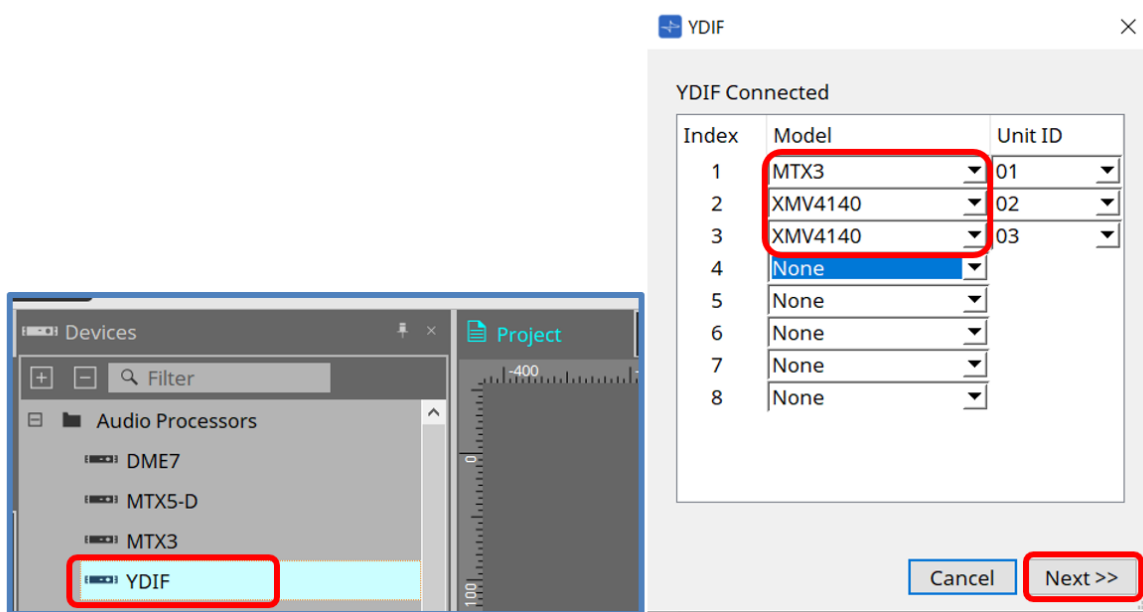 Devices
Project
Filter
-400
Audio Processors
DME7
0
MTX5-D
MTX3
YDIF
100
YDIF
YDIF Connected
Index Model Unit ID
1 MTX3 01
2 XMV4140 02
3 XMV4140 03
4 None
5 None
6 None
7 None
8 None
Cancel Next >>